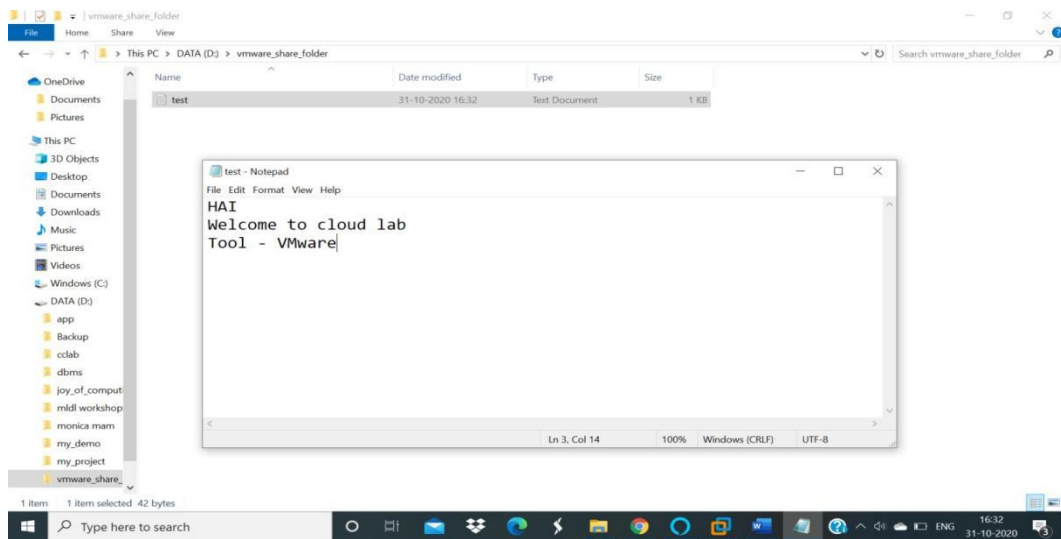 vmware_share_folder
File Home Share View
This PC > DATA (D:) > vmware_share_folder
Search vmware_share_folder
Name Date modified Type Size
test 31-10-2020 16:32 Text Document 1 KB
OneDrive
Documents
Pictures
This PC
3D Objects
Desktop
Documents
Downloads
Music
Pictures
Videos
Windows (C:)
DATA (D:)
app
Backup
cclab
dbms
joy_of_computi
mldl workshop
monica mam
my_demo
my_project
vmware_share_
test - Notepad
File Edit Format View Help
HAI
Welcome to cloud lab
Tool - VMware
Ln 3, Col 14 100% Windows (CRLF) UTF-8
1 item 1 item selected 42 bytes
Type here to search
ENG
16:32
31-10-2020
3